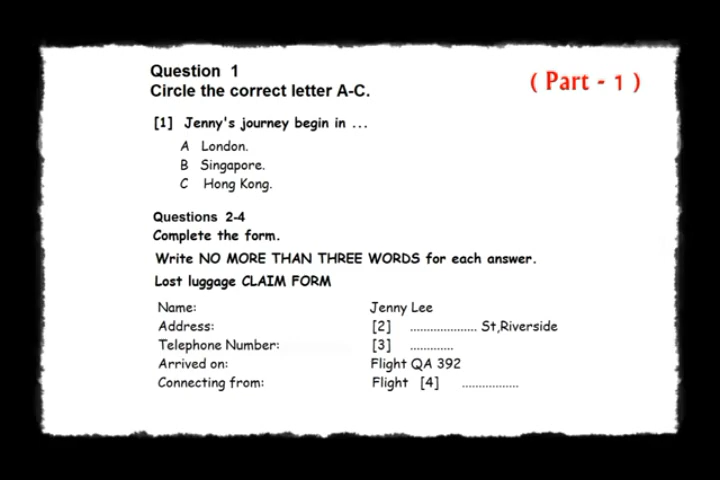 Question 1
( Part - 1 )
Circle the correct letter A-C.
[1] Jenny's journey begin in ...
A London.
B Singapore.
C Hong Kong.
Questions 2-4
Complete the form.
Write NO MORE THAN THREE WORDS for each answer.
Lost luggage CLAIM FORM
Name: Jenny Lee
Address: [2] .................... St,Riverside
Telephone Number: [3] .............
Arrived on: Flight QA 392
Connecting from: Flight [4] .................